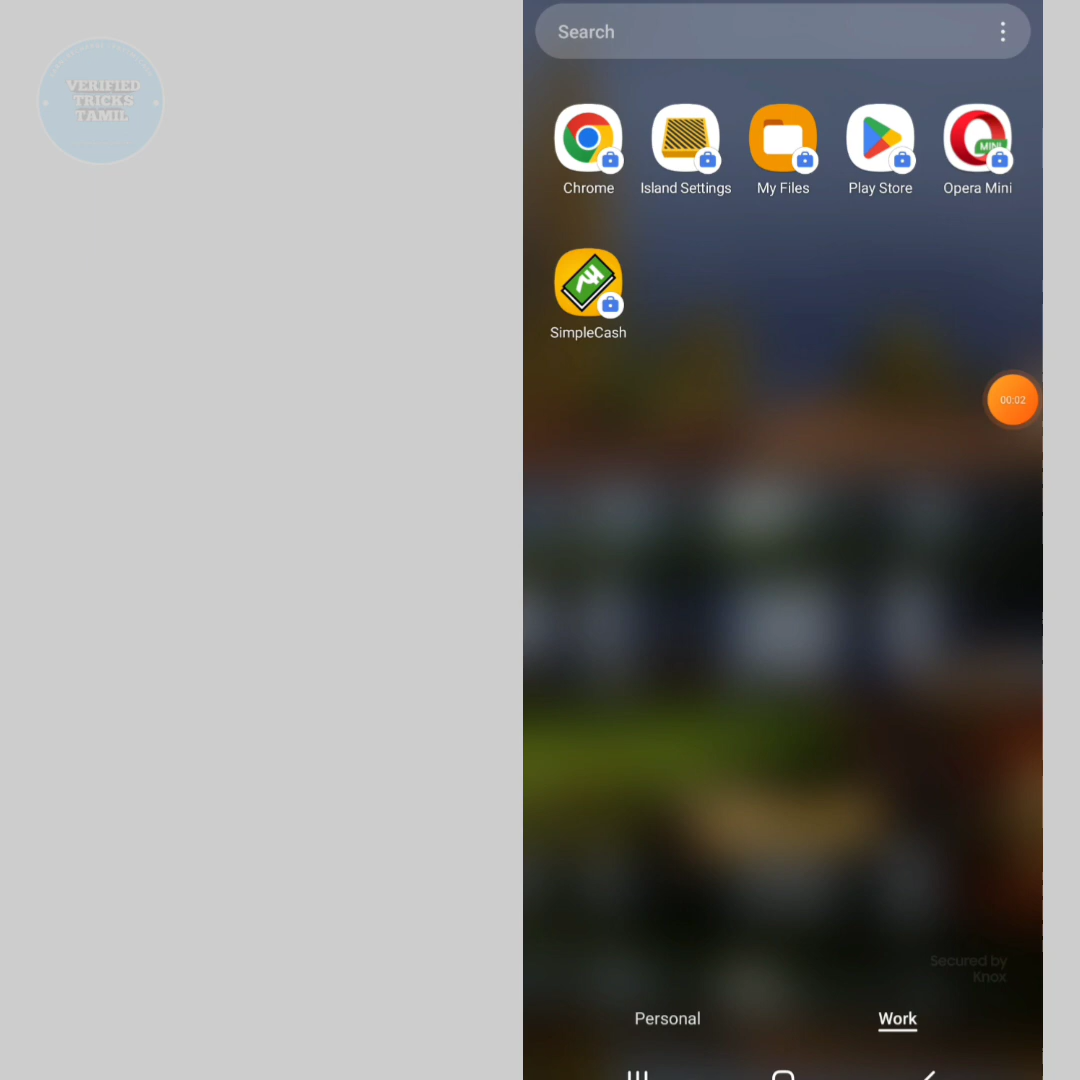 VERIFIED
TRICKS
TAMIL
Search
Chrome
Island Settings
My Files
Play Store
MINI
Opera Mini
SimpleCash
00:02
Secured by
Knox
Personal
Work